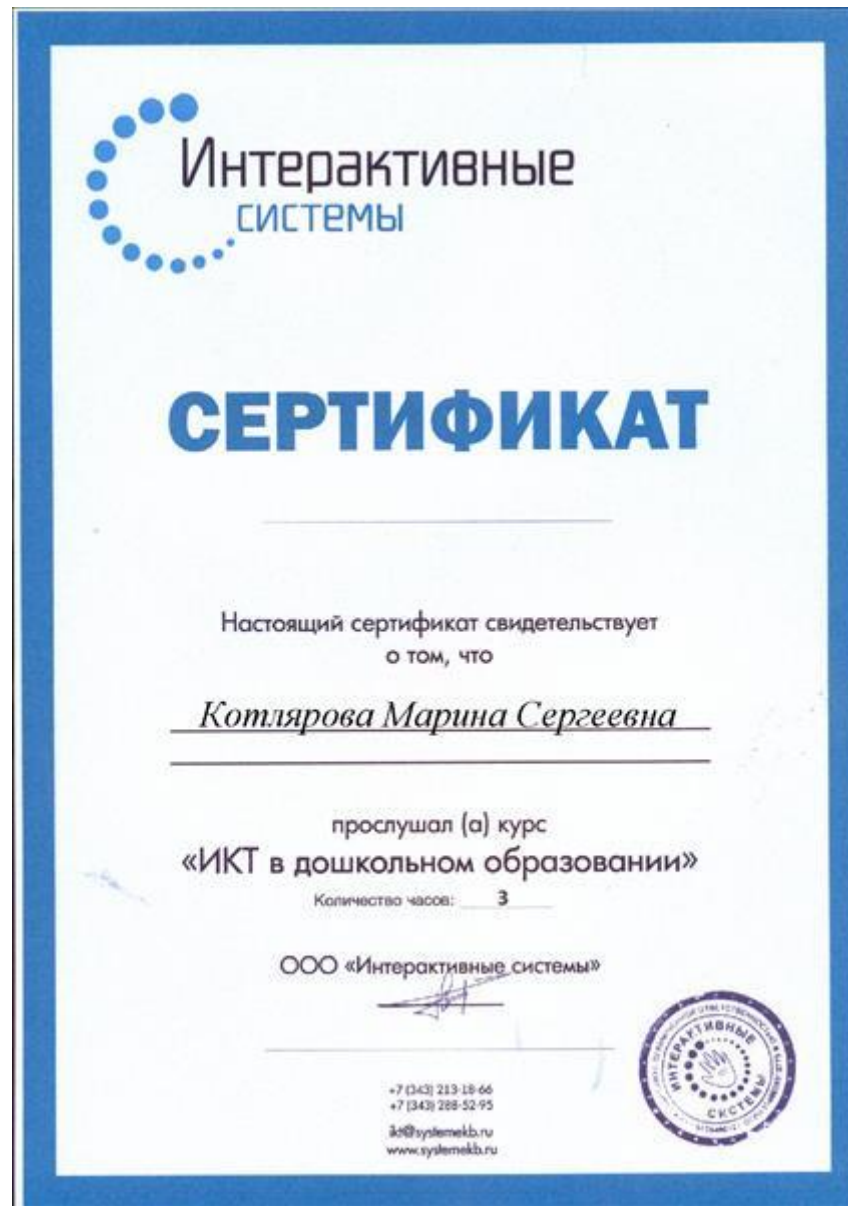 Интерактивные
системы
СЕРТИФИКАТ
Настоящий сертификат свидетельствует
о том, что
Котлярова Марина Сергеевна
прослушал (а) курс
«ИКТ в дошкольном образовании»
Количество часов: 3
ООО «Интерактивные системы»
+7 (343) 213-18-66
+7 (343) 288-52-95
ikt@systemekb.ru
www.systemekb.ru
ИНТЕРАКТИВНЫЕ
СИСТЕМЫ